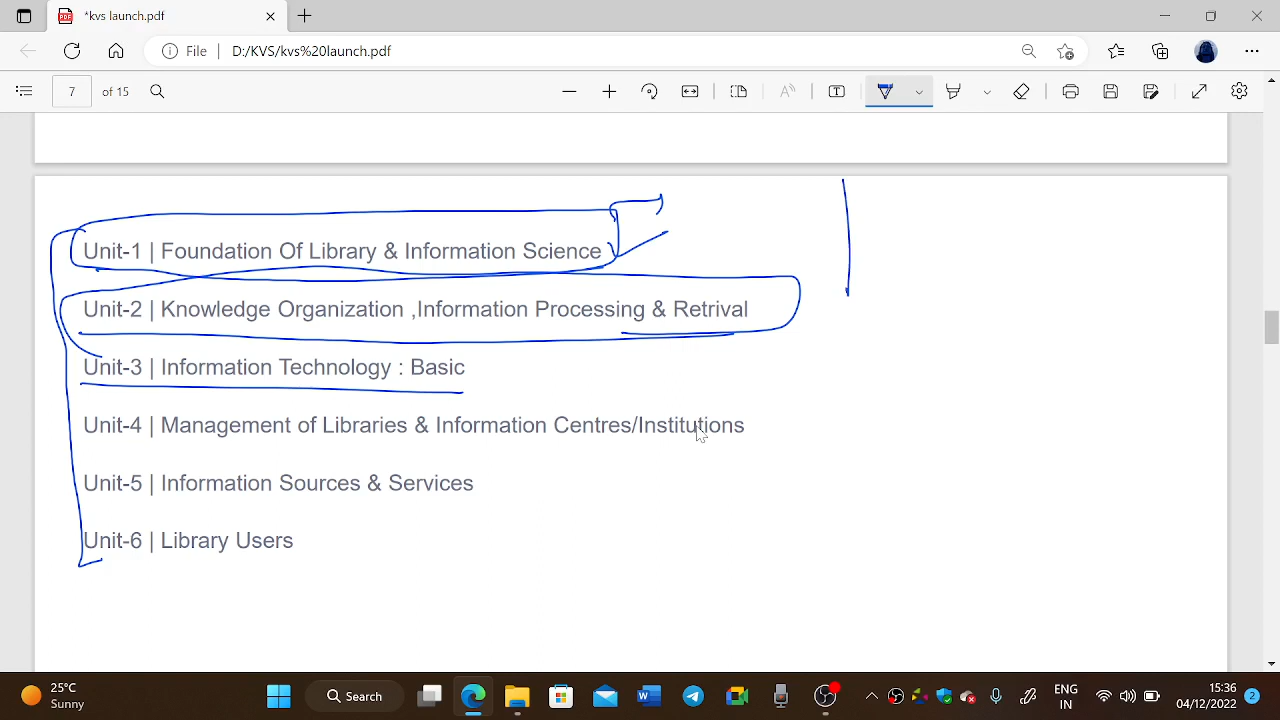 *kvs launch.pdf
File | D:/KVS/kvs%20launch.pdf
7 of 15
Unit-1 | Foundation Of Library & Information Science
Unit-2 | Knowledge Organization ,Information Processing & Retrival
Unit-3 | Information Technology : Basic
Unit-4 | Management of Libraries & Information Centres/Institutions
Unit-5 | Information Sources & Services
Unit-6 | Library Users
25°C
Sunny
Search
ENG
IN
15:36
04/12/2022
2